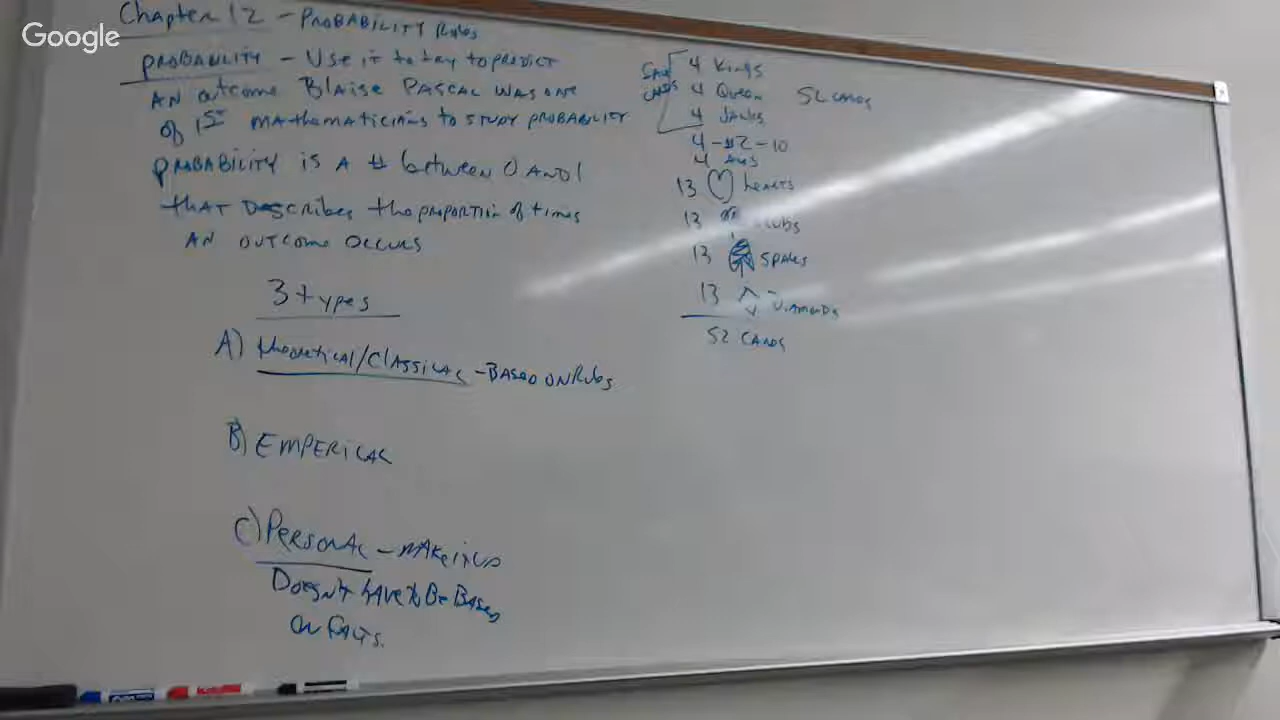 Google
Chapter 12 - PROBABILITY Rules
PROBABILITY - Use it to try to predict
AN outcome Blaise PASCAL WAS one
of 1st MAthematicians to STUDY PROBABILITY
PROBABILITY is A # between 0 AND 1
tHAT DEscribes the PROPORTION of times
AN OUTCOME OCCURS
3 types
A) theoretical/Classical - BASED ON Rules
B) EMPERICAL
C) PERSONAL - MAKE it up
Doesn't HAVE to BE BASED
ON FACTS.
CARDS
4 Kings
4 Queen
52 CARDS
4 JACKS
4 - #2 - 10
4 Aces
13 hearts
13 clubs
13 SPADES
13 DIAMONDS
52 CARDS